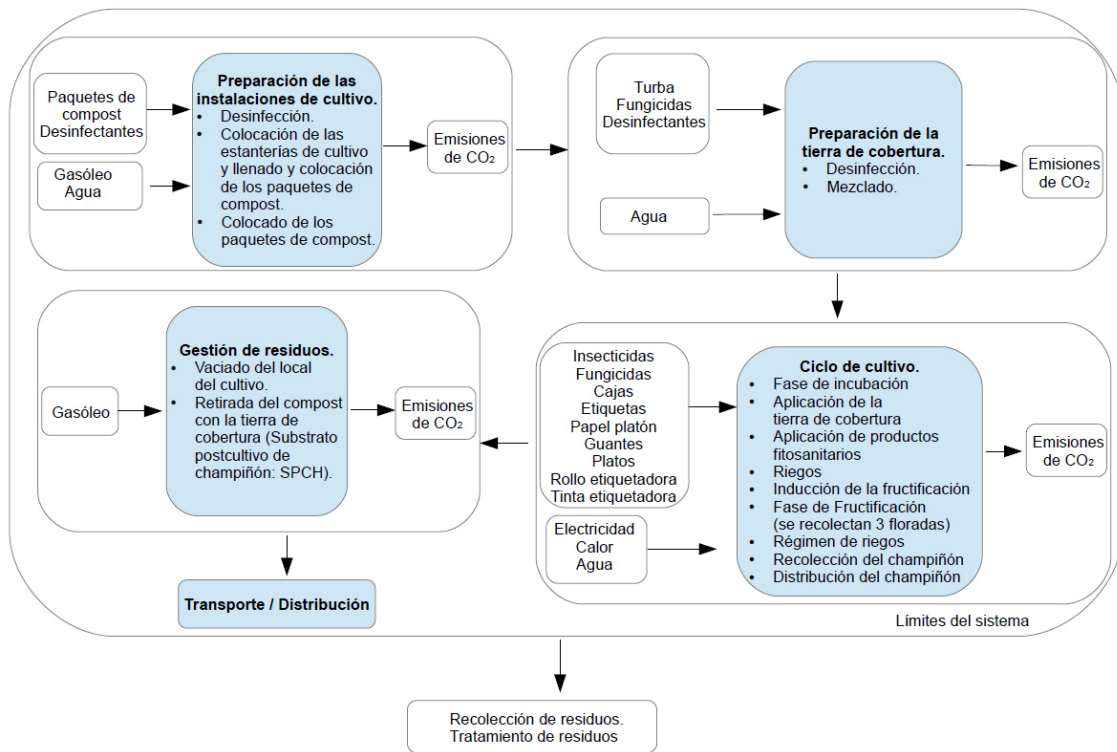 Paquetes de
compost
Desinfectantes
Gasóleo
Agua
Preparación de las
instalaciones de cultivo.
• Desinfección.
• Colocación de las
estanterías de cultivo
y llenado y colocación
de los paquetes de
compost.
• Colocado de los
paquetes de compost.
Emisiones
de CO₂
Turba
Fungicidas
Desinfectantes
Agua
Preparación de la
tierra de cobertura.
• Desinfección.
• Mezclado.
Emisiones
de CO₂
Gasóleo
Gestión de residuos.
• Vaciado del local
del cultivo.
• Retirada del compost
con la tierra de
cobertura (Substrato
postcultivo de
champiñón: SPCH).
Emisiones
de CO₂
Transporte / Distribución
Insecticidas
Fungicidas
Cajas
Etiquetas
Papel platón
Guantes
Platos
Rollo etiquetadora
Tinta etiquetadora
Electricidad
Calor
Agua
Ciclo de cultivo.
• Fase de incubación
• Aplicación de la
tierra de cobertura
• Aplicación de productos
fitosanitarios
• Riegos
• Inducción de la fructificación
• Fase de Fructificación
(se recolectan 3 floradas)
• Régimen de riegos
• Recolección del champiñón
• Distribución del champiñón
Emisiones
de CO₂
Límites del sistema
Recolección de residuos.
Tratamiento de residuos